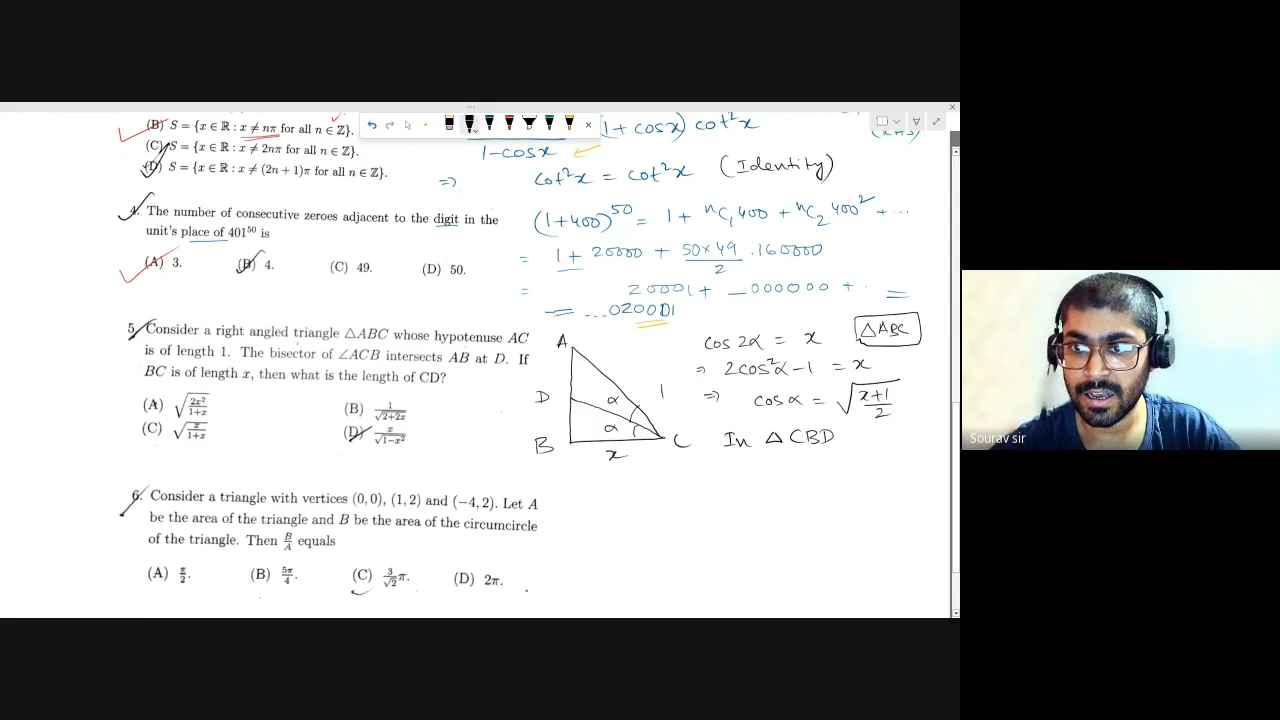 (B) S = {x ∈ ℝ : x ≠ nπ for all n ∈ ℤ}.
(C) S = {x ∈ ℝ : x ≠ 2nπ for all n ∈ ℤ}.
(D) S = {x ∈ ℝ : x ≠ (2n + 1)π for all n ∈ ℤ}.
(1 + cosx) cot²x
(RHS)
1 - cosx
⇒ cot²x = cot²x (Identity)
4. The number of consecutive zeroes adjacent to the digit in the
unit's place of 401⁵⁰ is
(A) 3. (B) 4. (C) 49. (D) 50.
(1+400)⁵⁰ = 1 + ⁿC₁ 400 + ⁿC₂ 400² + ...
= 1 + 20000 + 50×49/2 . 160000
= 20001 + _000000 + . =
= ...020001
5. Consider a right angled triangle △ABC whose hypotenuse AC
is of length 1. The bisector of ∠ACB intersects AB at D. If
BC is of length x, then what is the length of CD?
(A) √(2x²/(1+x)) (B) 1/√(2+2x)
(C) √(x/(1+x)) (D) x/√(1−x²)
A
D
B
C
α
α
1
x
cos 2α = x
△ABC
⇒ 2cos²α - 1 = x
⇒ cosα = √((x+1)/2)
In △CBD
6. Consider a triangle with vertices (0, 0), (1, 2) and (−4, 2). Let A
be the area of the triangle and B be the area of the circumcircle
of the triangle. Then B/A equals
(A) π/2. (B) 5π/4. (C) 3/√2 π. (D) 2π.
Sourav sir